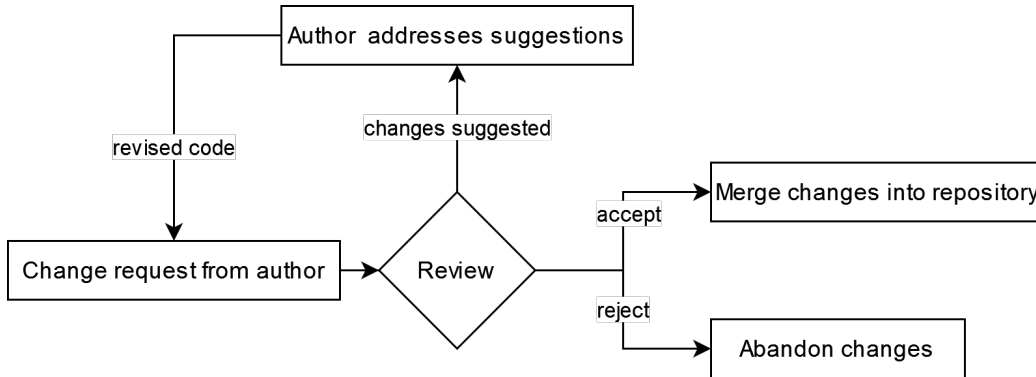 Author addresses suggestions
changes suggested
revised code
Merge changes into repository
accept
Change request from author
Review
reject
Abandon changes